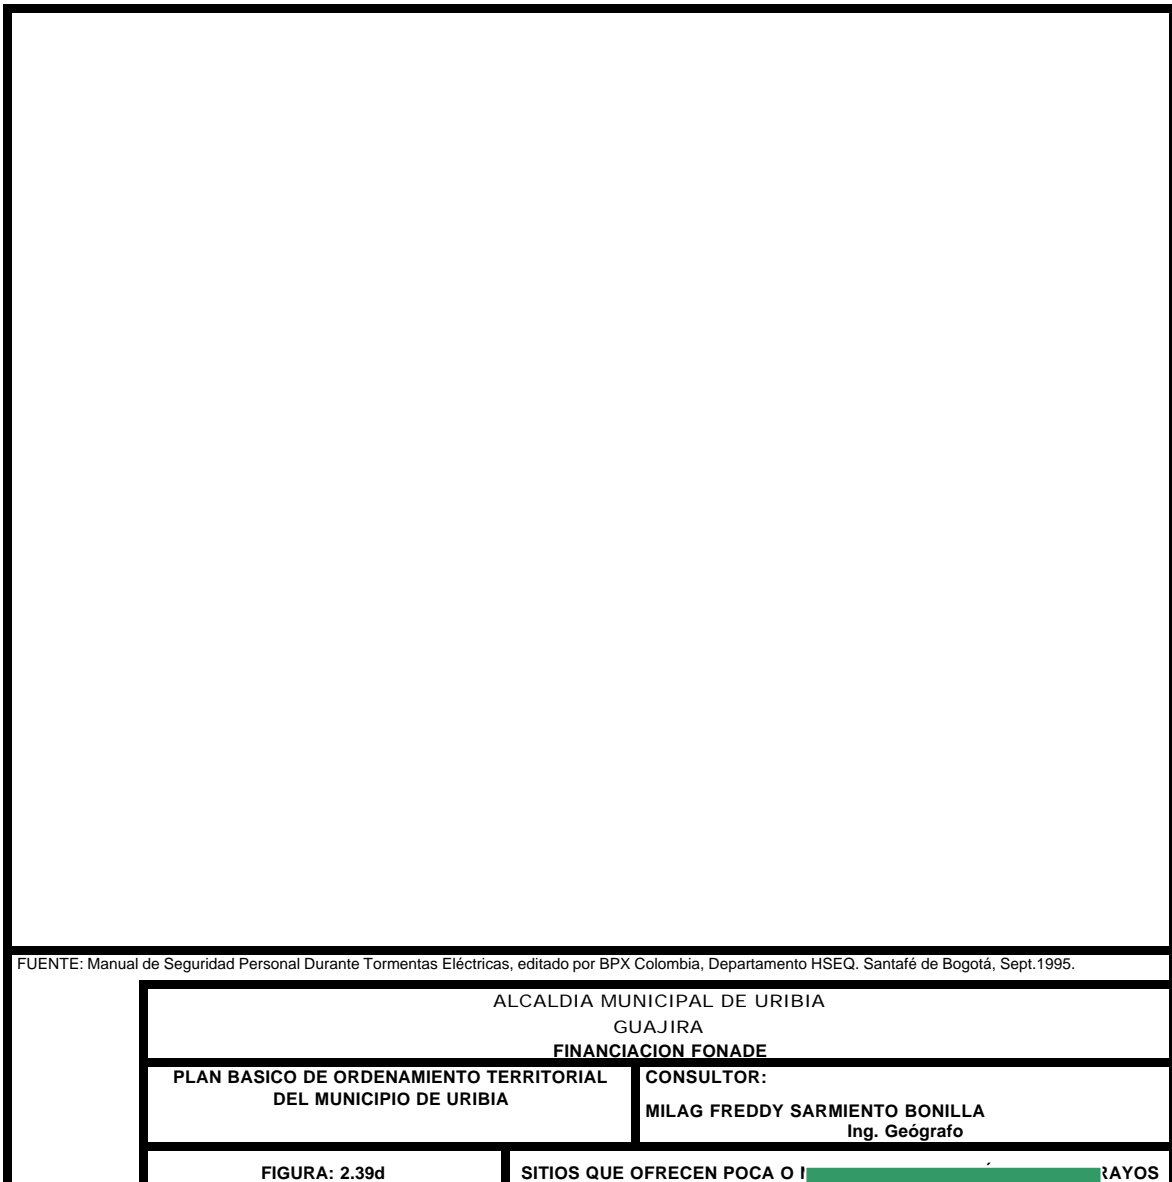 FUENTE: Manual de Seguridad Personal Durante Tormentas Eléctricas, editado por BPX Colombia, Departamento HSEQ. Santafé de Bogotá, Sept.1995.
ALCALDIA MUNICIPAL DE URIBIA
GUAJIRA
FINANCIACION FONADE
PLAN BASICO DE ORDENAMIENTO TERRITORIAL
DEL MUNICIPIO DE URIBIA
CONSULTOR:
MILAG FREDDY SARMIENTO BONILLA
Ing. Geógrafo
FIGURA: 2.39d
SITIOS QUE OFRECEN POCA O